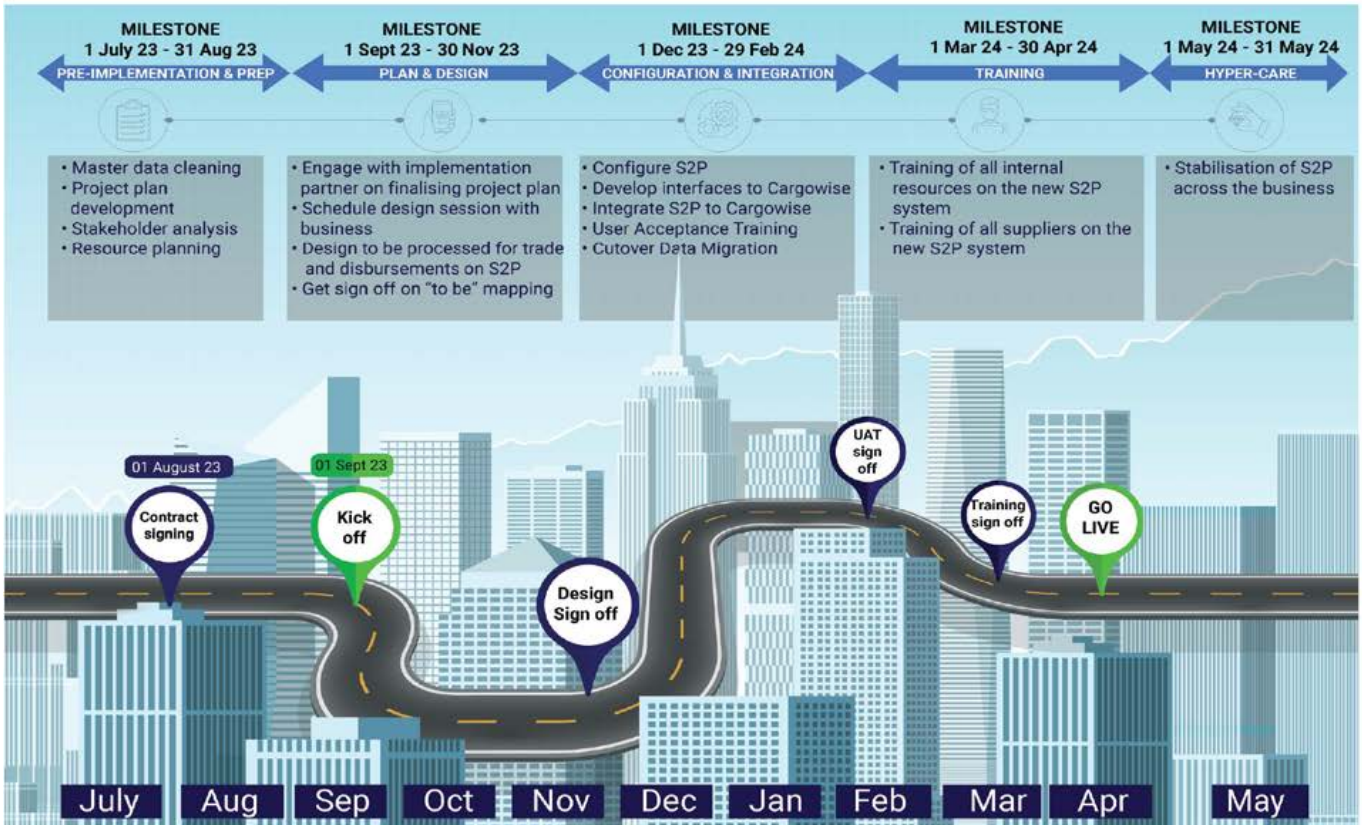 MILESTONE
1 July 23 - 31 Aug 23
PRE-IMPLEMENTATION & PREP
MILESTONE
1 Sept 23 - 30 Nov 23
PLAN & DESIGN
MILESTONE
1 Dec 23 - 29 Feb 24
CONFIGURATION & INTEGRATION
MILESTONE
1 Mar 24 - 30 Apr 24
TRAINING
MILESTONE
1 May 24 - 31 May 24
HYPER-CARE
• Master data cleaning
• Project plan
development
• Stakeholder analysis
• Resource planning
• Engage with implementation
partner on finalising project plan
• Schedule design session with
business
• Design to be processed for trade
and disbursements on S2P
• Get sign off on “to be” mapping
• Configure S2P
• Develop interfaces to Cargowise
• Integrate S2P to Cargowise
• User Acceptance Training
• Cutover Data Migration
• Training of all internal
resources on the new S2P
system
• Training of all suppliers on the
new S2P system
• Stabilisation of S2P
across the business
01 August 23
Contract
signing
01 Sept 23
Kick
off
Design
Sign off
UAT
sign
off
Training
sign off
GO
LIVE
July
Aug
Sep
Oct
Nov
Dec
Jan
Feb
Mar
Apr
May